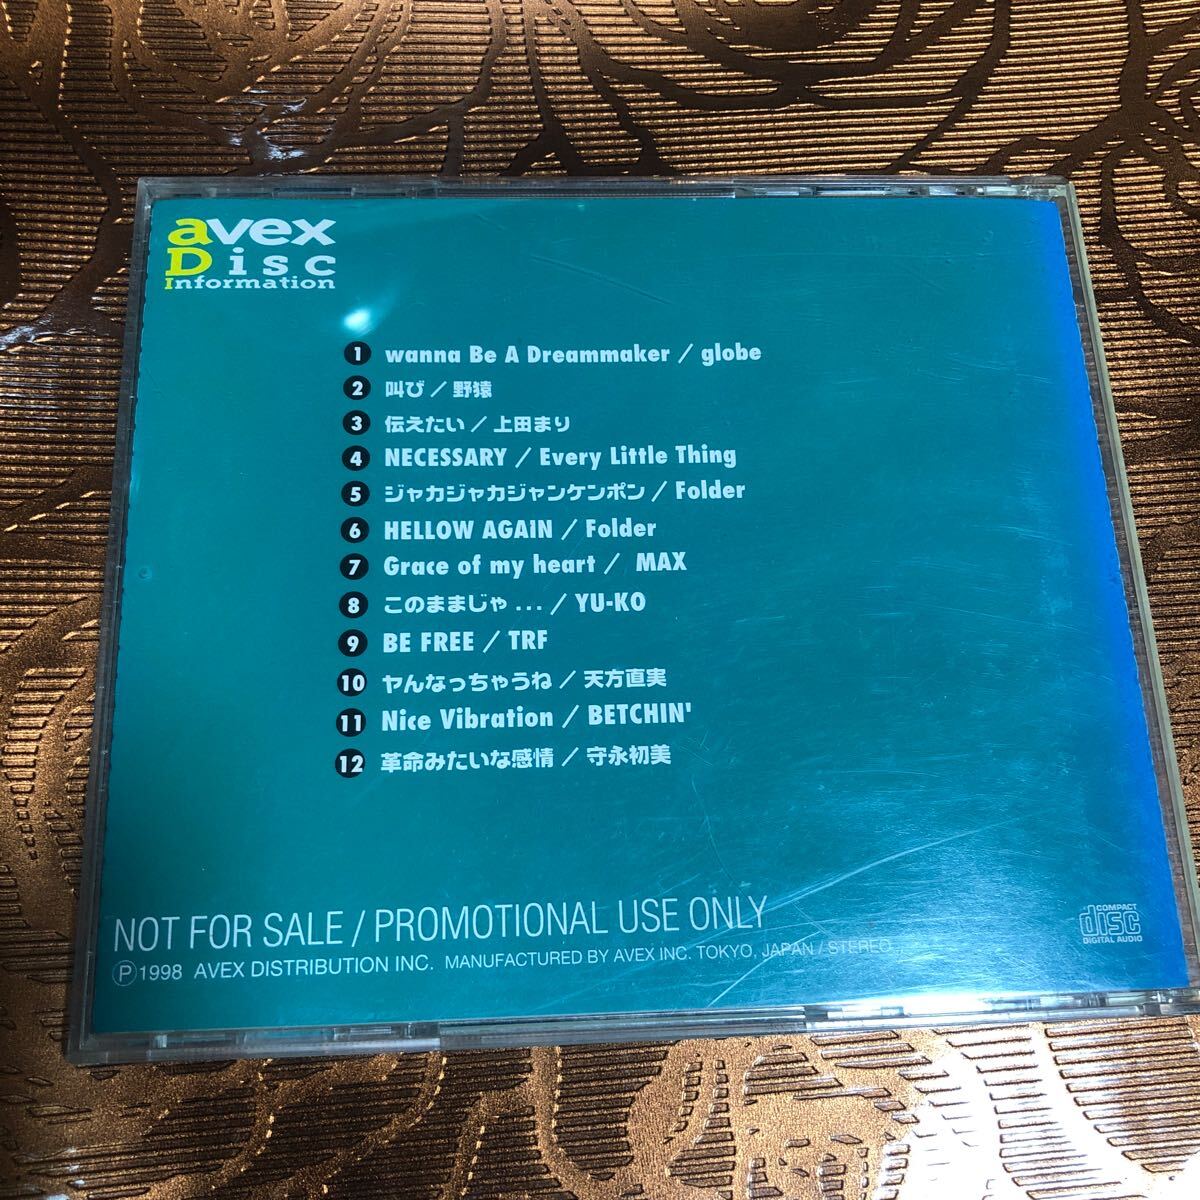 avex
Disc
Information
1 wanna Be A Dreammaker / globe
2 叫び / 野猿
3 伝えたい / 上田まり
4 NECESSARY / Every Little Thing
5 ジャカジャカジャンケンポン / Folder
6 HELLOW AGAIN / Folder
7 Grace of my heart / MAX
8 このままじゃ... / YU-KO
9 BE FREE / TRF
10 ヤんなっちゃうね / 天方直実
11 Nice Vibration / BETCHIN'
12 革命みたいな感情 / 守永初美
NOT FOR SALE / PROMOTIONAL USE ONLY
Ⓟ1998 AVEX DISTRIBUTION INC. MANUFACTURED BY AVEX INC. TOKYO, JAPAN / STEREO
COMPACT
disc
DIGITAL AUDIO